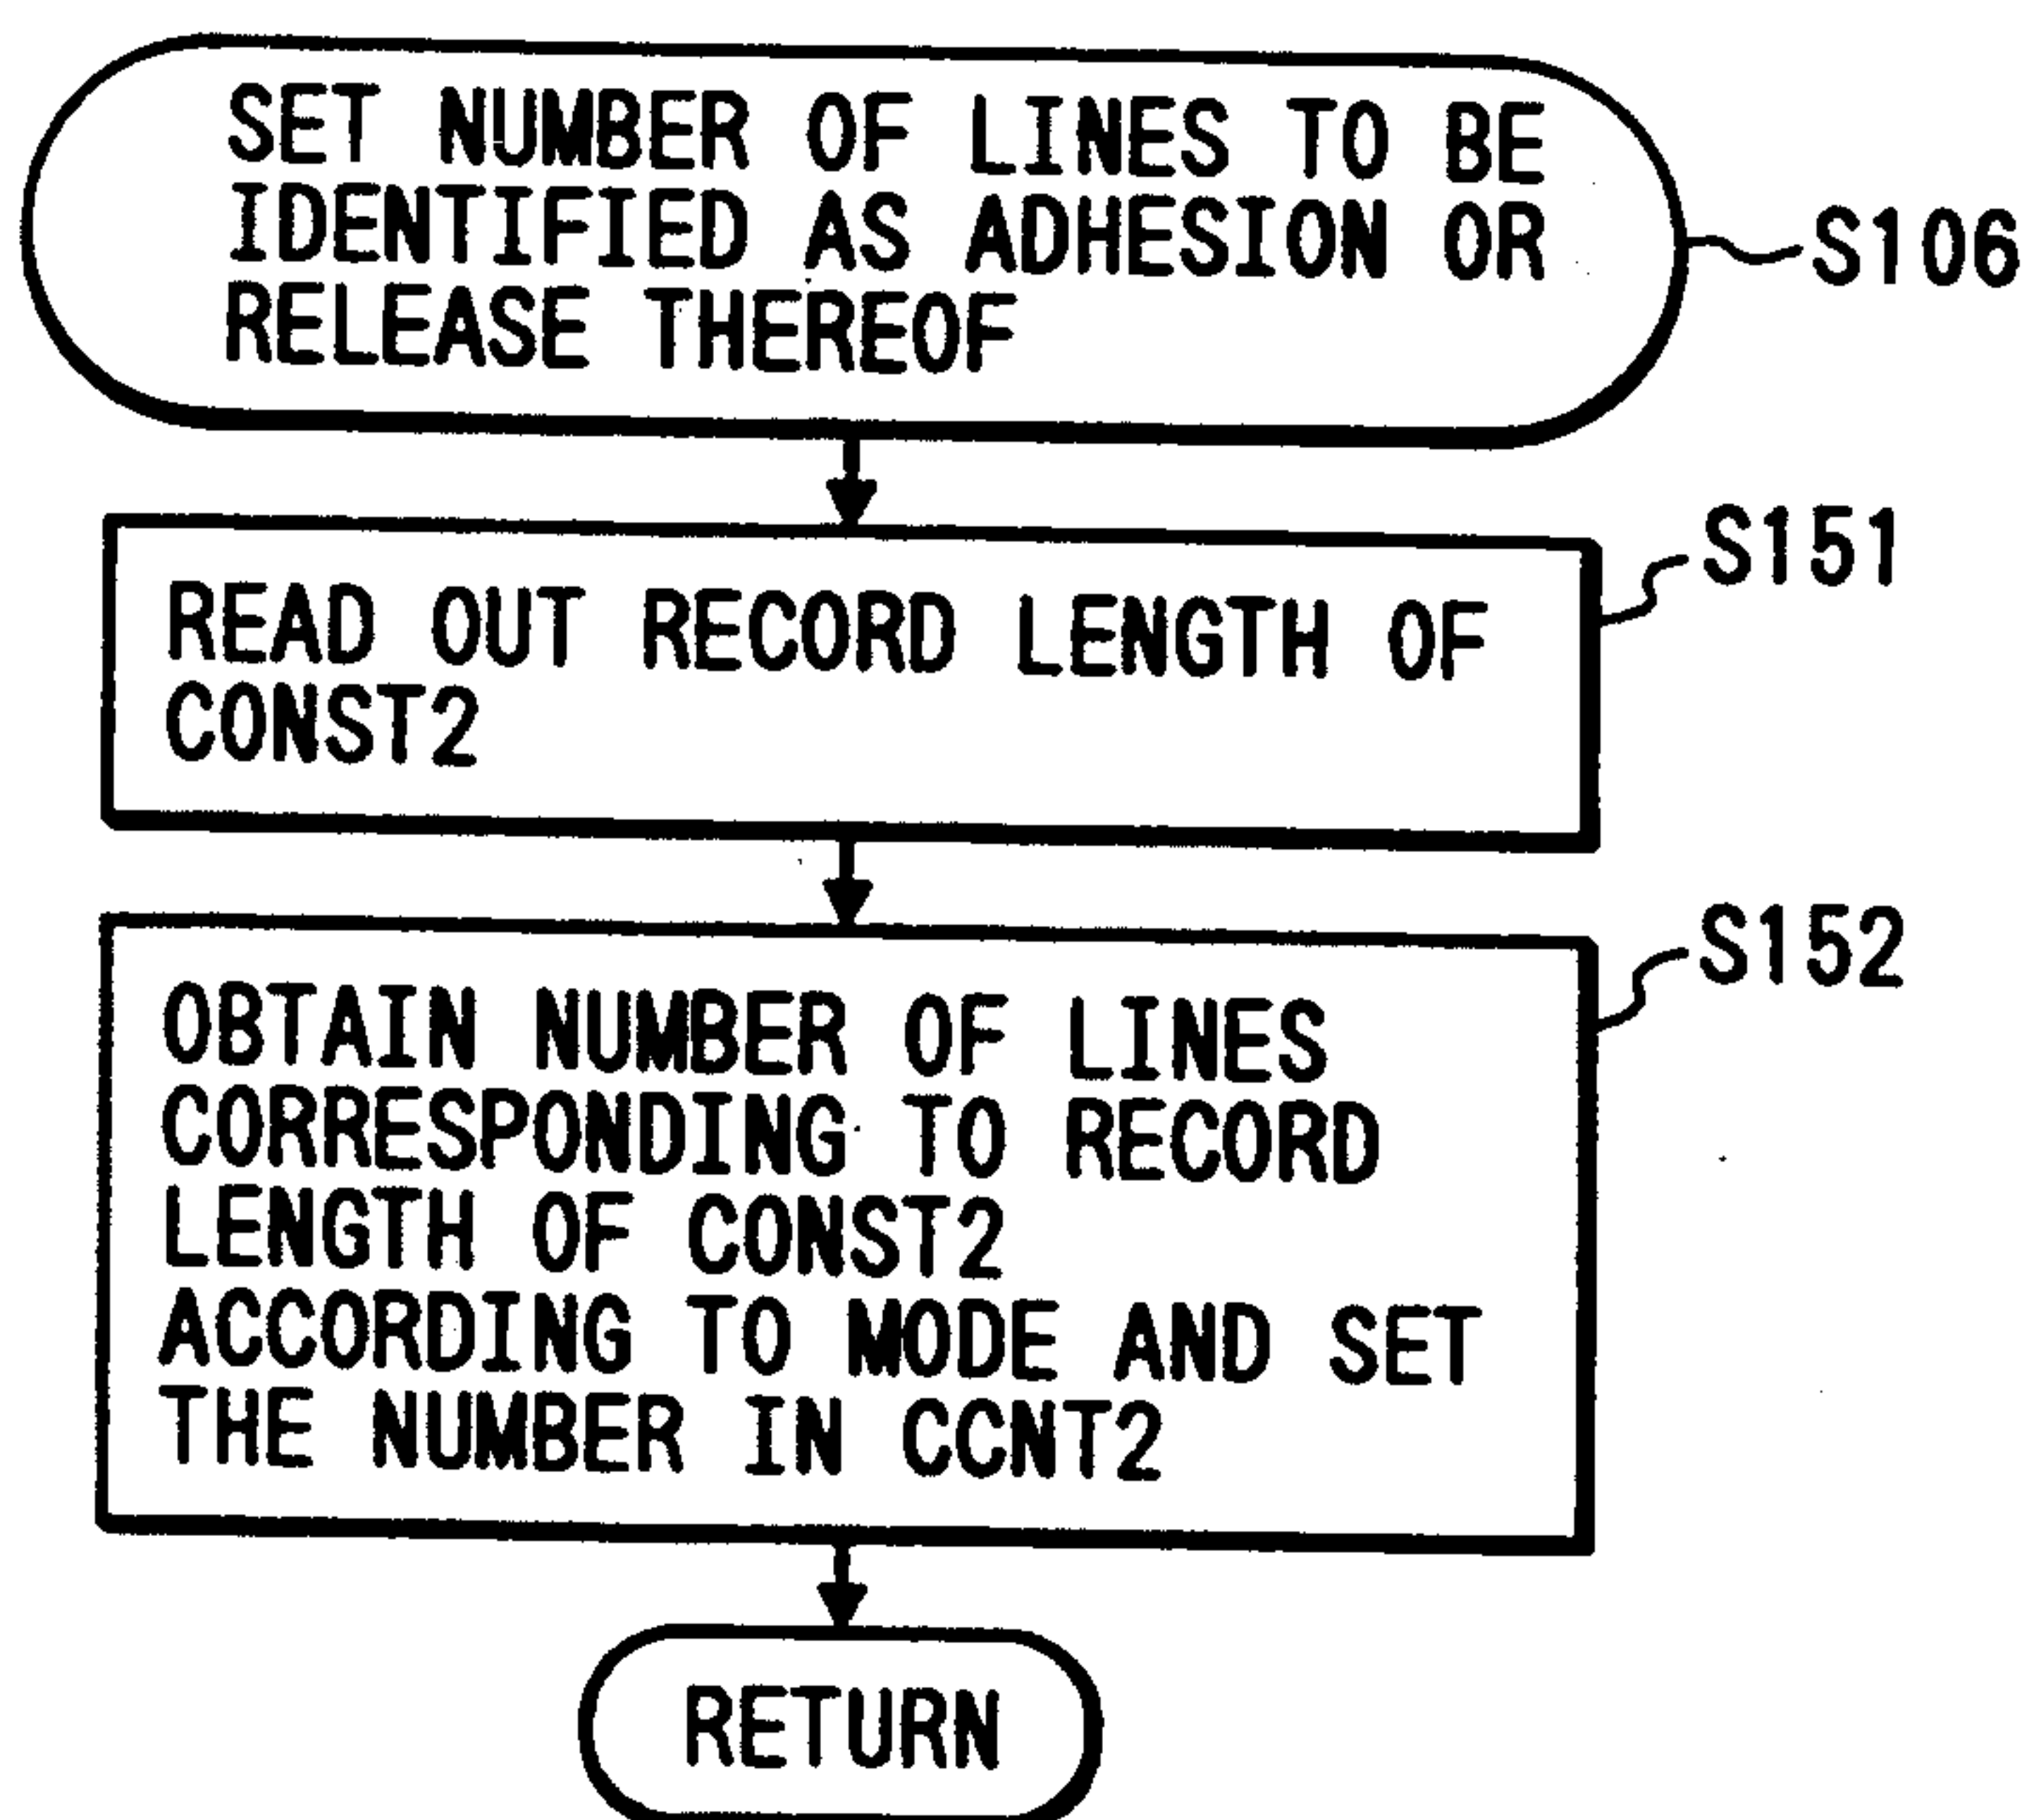 SET NUMBER OF LINES TO BE
IDENTIFIED AS ADHESION OR
RELEASE THEREOF
S106
READ OUT RECORD LENGTH OF
CONST2
S151
OBTAIN NUMBER OF LINES
CORRESPONDING TO RECORD
LENGTH OF CONST2
ACCORDING TO MODE AND SET
THE NUMBER IN CCNT2
S152
RETURN